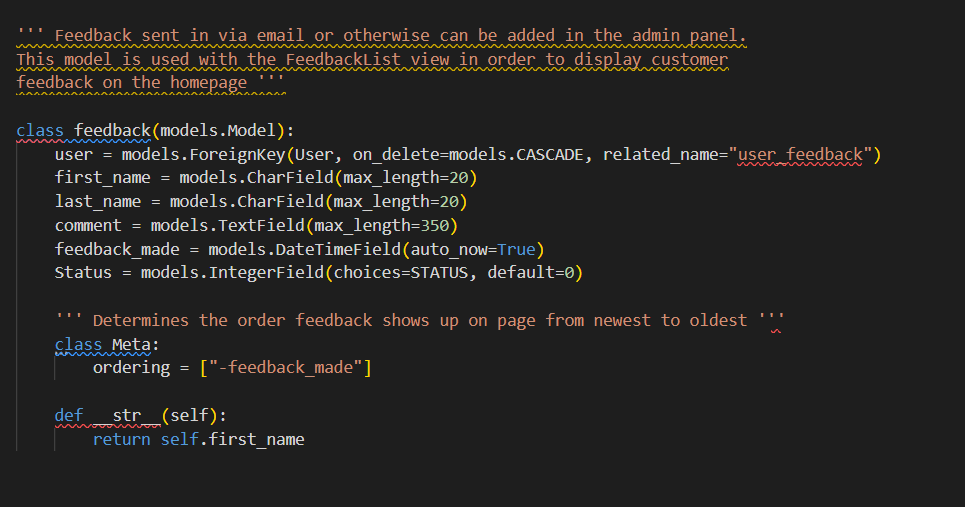 ''' Feedback sent in via email or otherwise can be added in the admin panel.
This model is used with the FeedbackList view in order to display customer
feedback on the homepage '''
class feedback(models.Model):
    user = models.ForeignKey(User, on_delete=models.CASCADE, related_name="user_feedback")
    first_name = models.CharField(max_length=20)
    last_name = models.CharField(max_length=20)
    comment = models.TextField(max_length=350)
    feedback_made = models.DateTimeField(auto_now=True)
    Status = models.IntegerField(choices=STATUS, default=0)
    ''' Determines the order feedback shows up on page from newest to oldest '''
    class Meta:
        ordering = ["-feedback_made"]
    def __str__(self):
        return self.first_name